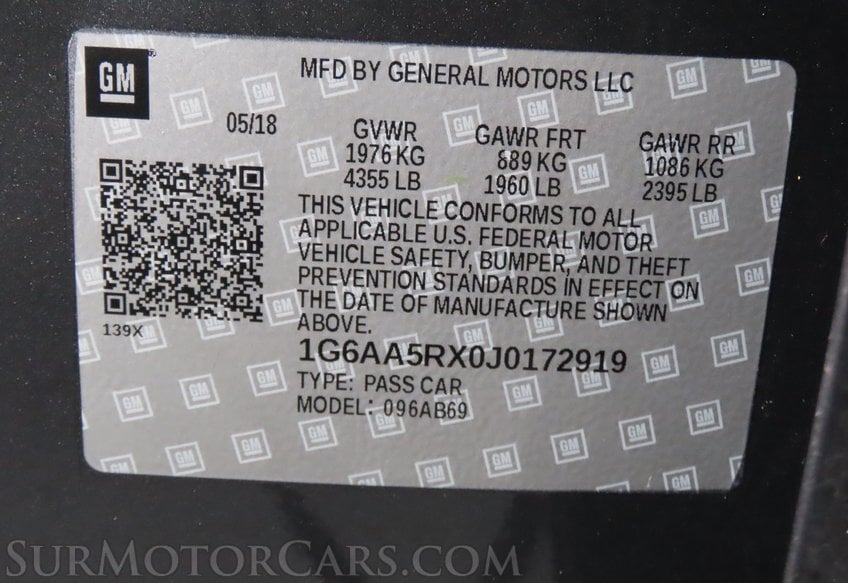 GM
MFD BY GENERAL MOTORS LLC
05/18
GVWR GAWR FRT GAWR RR
1976 KG 889 KG 1086 KG
4355 LB 1960 LB 2395 LB
THIS VEHICLE CONFORMS TO ALL
APPLICABLE U.S. FEDERAL MOTOR
VEHICLE SAFETY, BUMPER, AND THEFT
PREVENTION STANDARDS IN EFFECT ON
THE DATE OF MANUFACTURE SHOWN
ABOVE.
139X
1G6AA5RX0J0172919
TYPE: PASS CAR
MODEL: 096AB69
SURMOTORCARS.COM